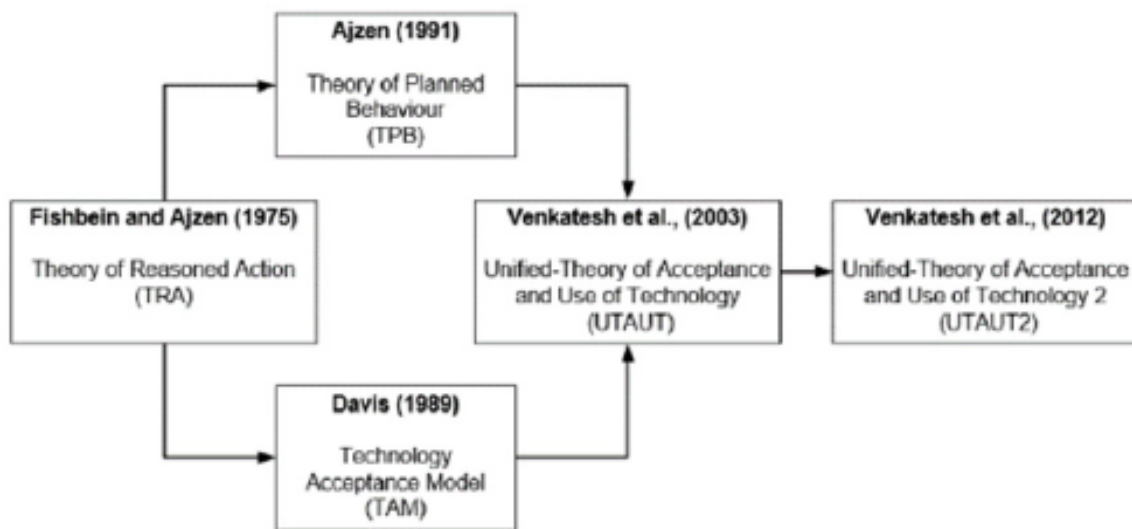 Ajzen (1991)
Theory of Planned
Behaviour
(TPB)
Fishbein and Ajzen (1975)
Theory of Reasoned Action
(TRA)
Venkatesh et al., (2003)
Unified-Theory of Acceptance
and Use of Technology
(UTAUT)
Venkatesh et al., (2012)
Unified-Theory of Acceptance
and Use of Technology 2
(UTAUT2)
Davis (1989)
Technology
Acceptance Model
(TAM)